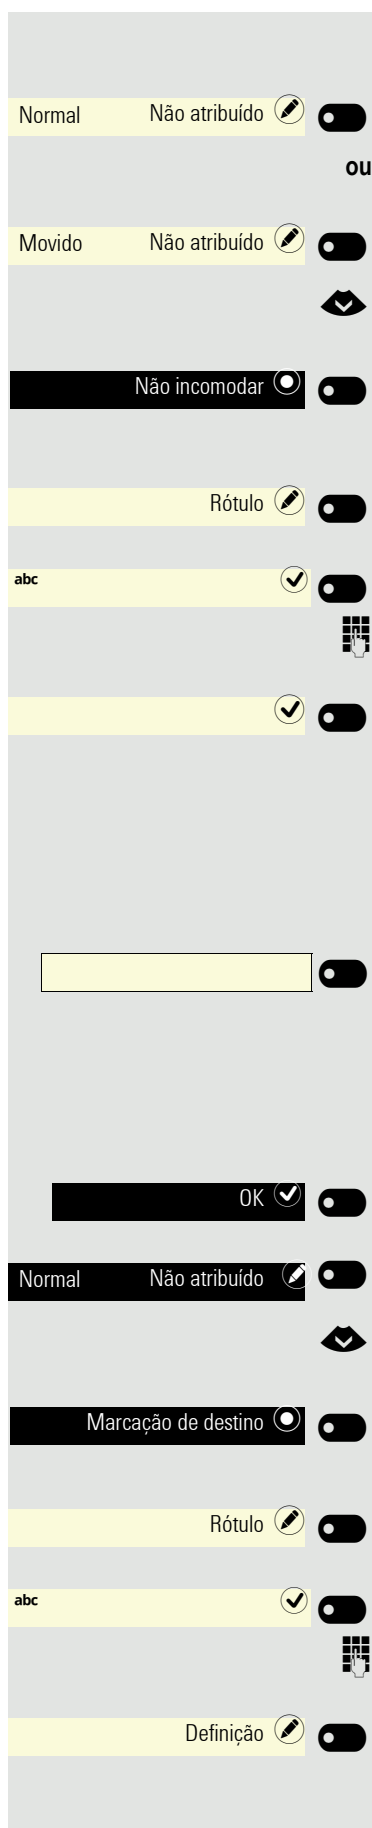 Normal Não atribuído
ou
Movido Não atribuído
Não incomodar
Rótulo
abc
OK
Normal Não atribuído
Marcação de destino
Rótulo
abc
Definição